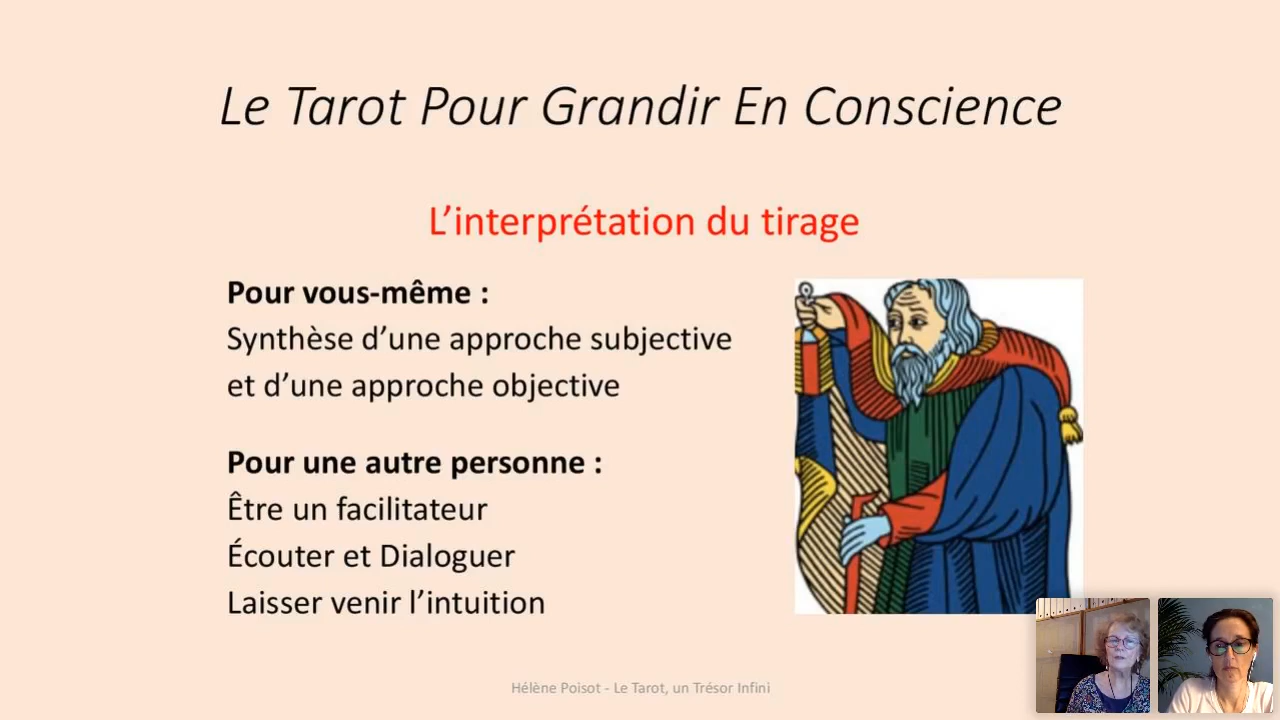 Le Tarot Pour Grandir En Conscience
L’interprétation du tirage
Pour vous-même :
Synthèse d’une approche subjective
et d’une approche objective
Pour une autre personne :
Être un facilitateur
Écouter et Dialoguer
Laisser venir l’intuition
Hélène Poisot - Le Tarot, un Trésor Infini